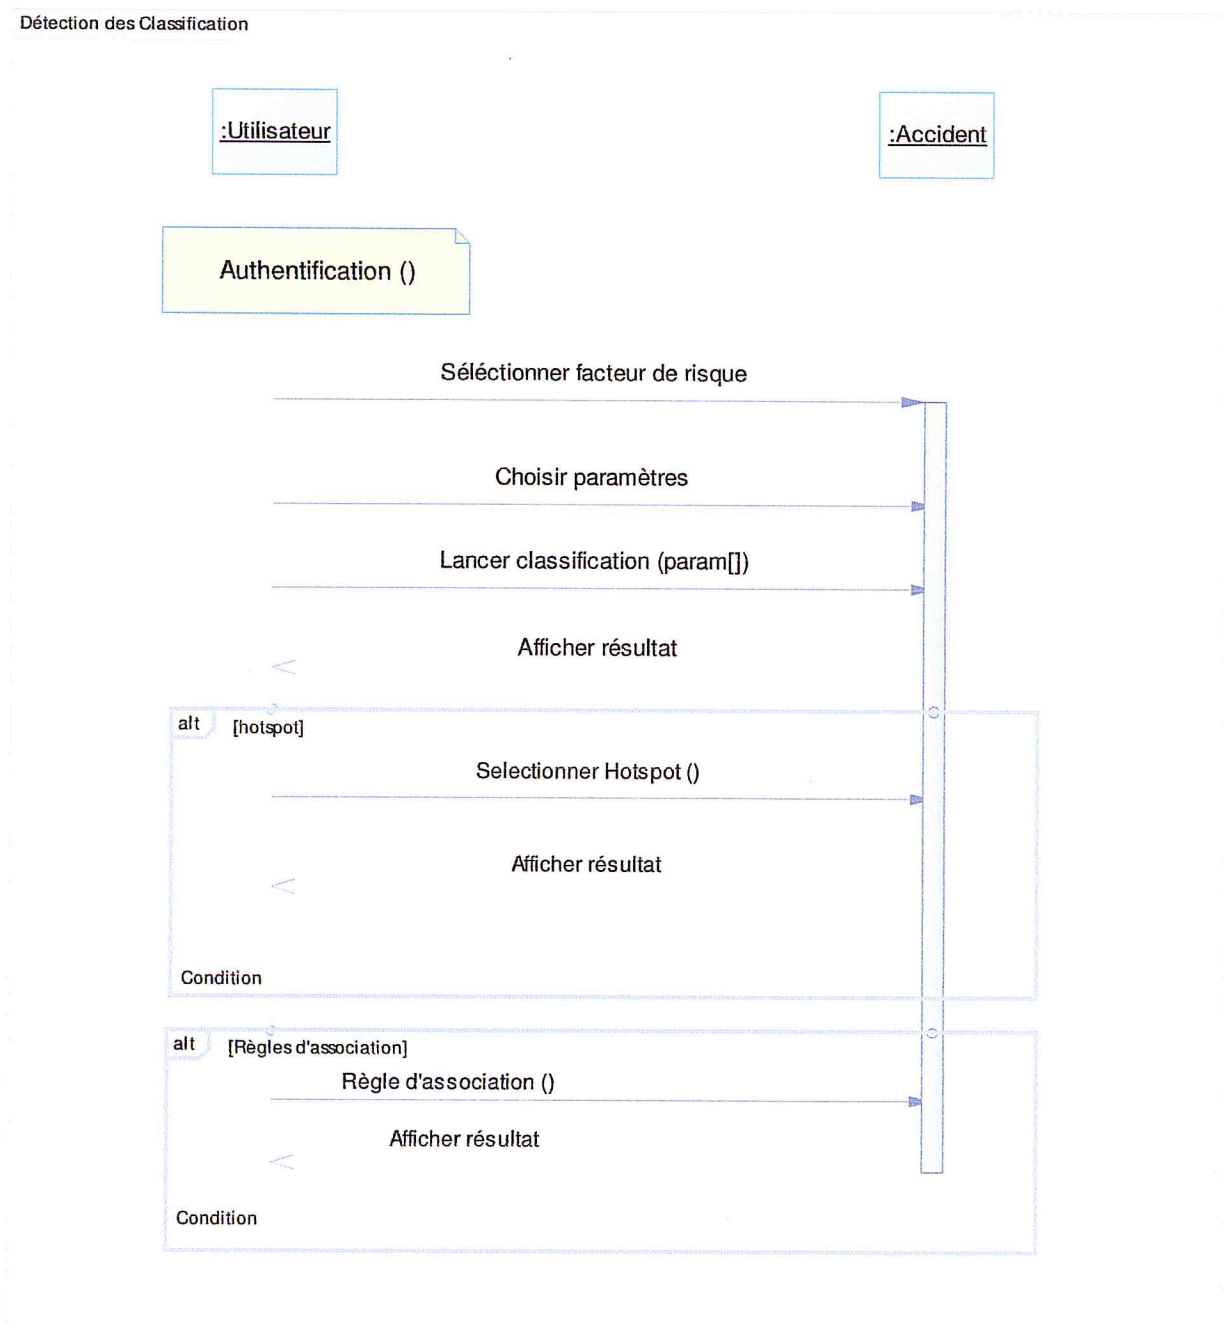 Détection des Classification
:Utilisateur
:Accident
Authentification ()
Séléctionner facteur de risque
Choisir paramètres
Lancer classification (param[])
Afficher résultat
alt
[hotspot]
Selectionner Hotspot ()
Afficher résultat
Condition
alt
[Règles d'association]
Règle d'association ()
Afficher résultat
Condition